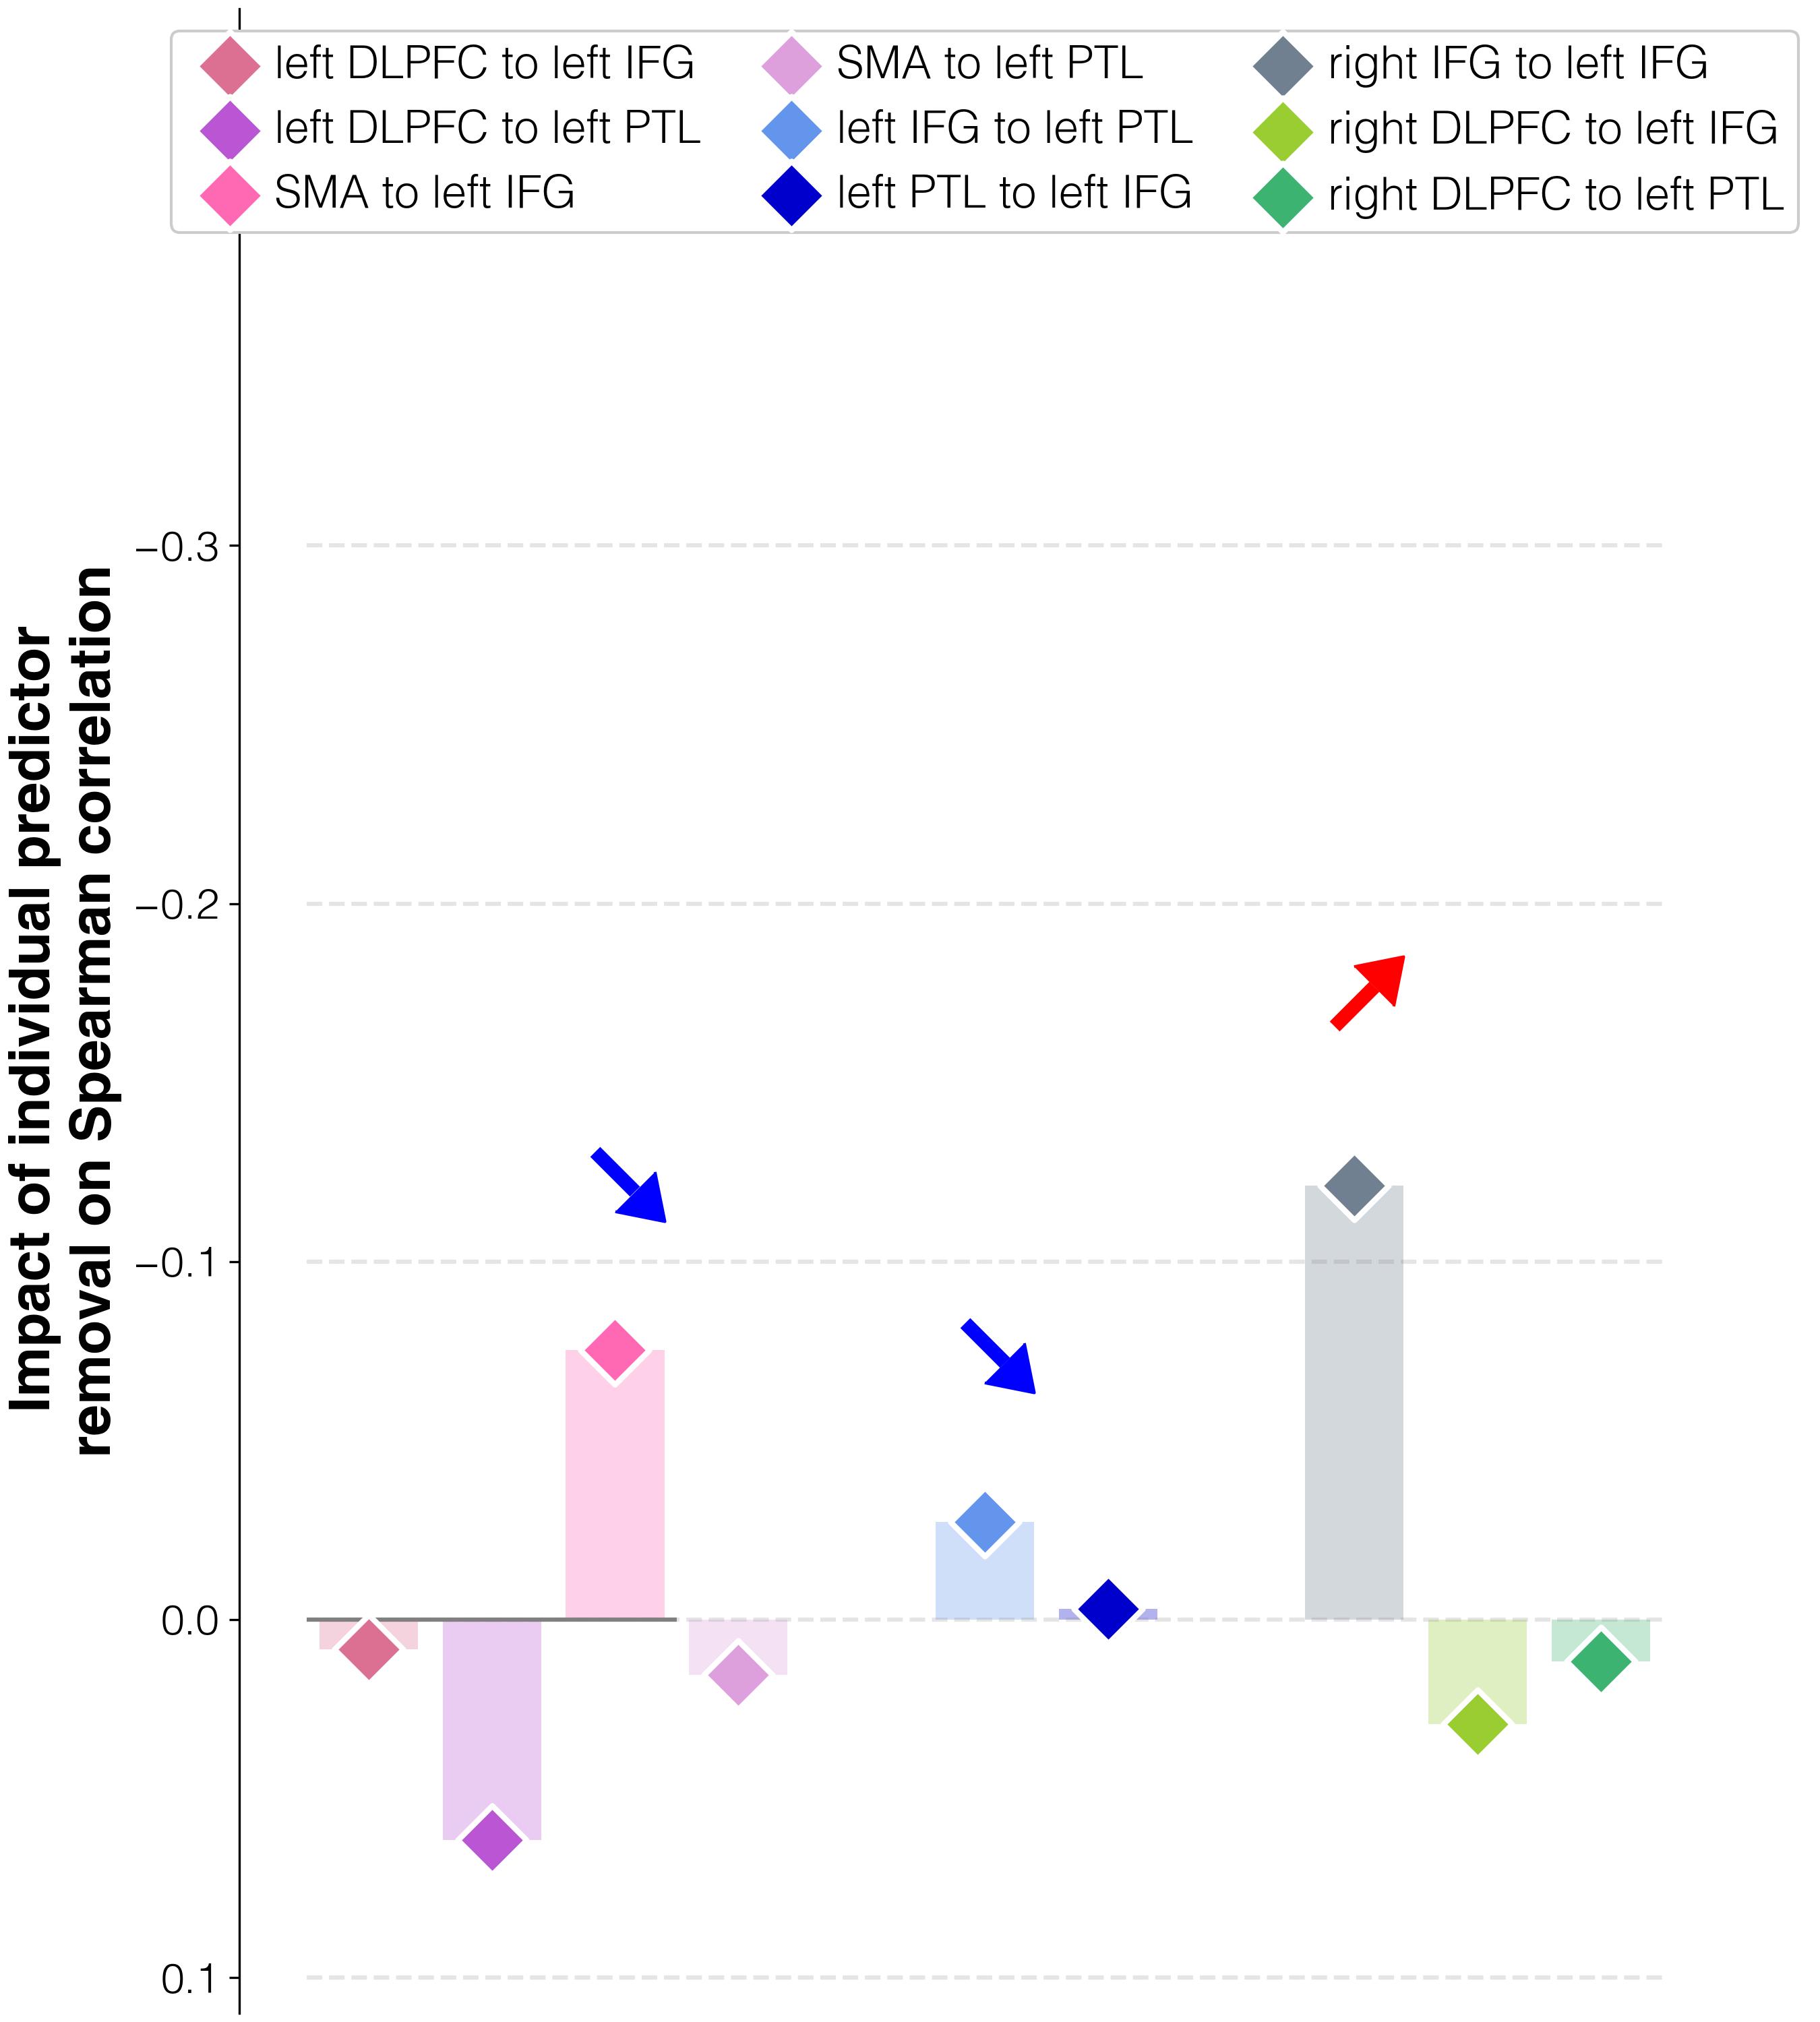 left DLPFC to left IFG
left DLPFC to left PTL
SMA to left IFG
SMA to left PTL
left IFG to left PTL
left PTL to left IFG
right IFG to left IFG
right DLPFC to left IFG
right DLPFC to left PTL
Impact of individual predictor
removal on Spearman correlation
−0.3
−0.2
−0.1
0.0
0.1